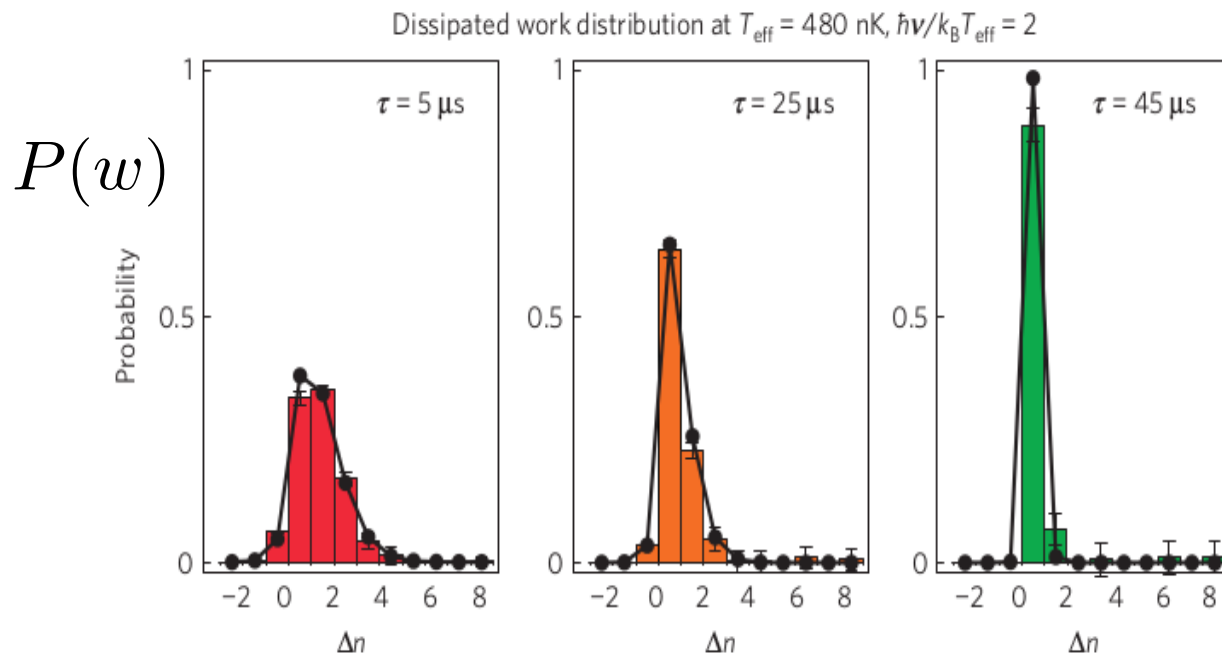 Dissipated work distribution at T_eff = 480 nK, ħν/k_BT_eff = 2
P(w)
Probability
1
0.5
0
τ = 5 µs
−2 0 2 4 6 8
Δn
1
0.5
0
τ = 25 µs
−2 0 2 4 6 8
Δn
1
0.5
0
τ = 45 µs
−2 0 2 4 6 8
Δn